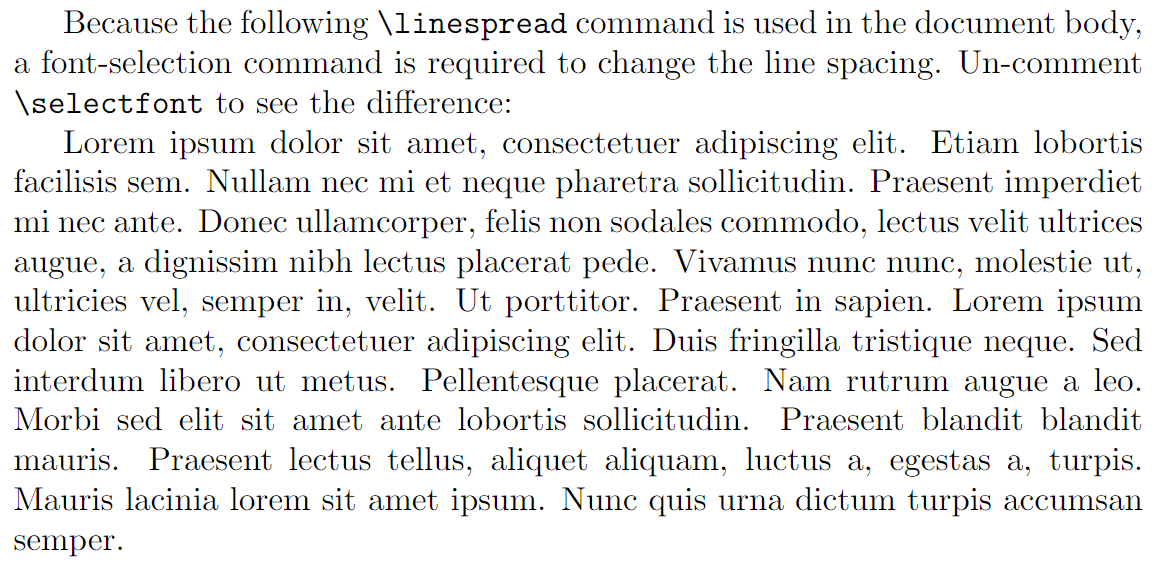 Because the following \linespread command is used in the document body,
a font-selection command is required to change the line spacing. Un-comment
\selectfont to see the difference:
Lorem ipsum dolor sit amet, consectetuer adipiscing elit. Etiam lobortis
facilisis sem. Nullam nec mi et neque pharetra sollicitudin. Praesent imperdiet
mi nec ante. Donec ullamcorper, felis non sodales commodo, lectus velit ultrices
augue, a dignissim nibh lectus placerat pede. Vivamus nunc nunc, molestie ut,
ultricies vel, semper in, velit. Ut porttitor. Praesent in sapien. Lorem ipsum
dolor sit amet, consectetuer adipiscing elit. Duis fringilla tristique neque. Sed
interdum libero ut metus. Pellentesque placerat. Nam rutrum augue a leo.
Morbi sed elit sit amet ante lobortis sollicitudin. Praesent blandit blandit
mauris. Praesent lectus tellus, aliquet aliquam, luctus a, egestas a, turpis.
Mauris lacinia lorem sit amet ipsum. Nunc quis urna dictum turpis accumsan
semper.